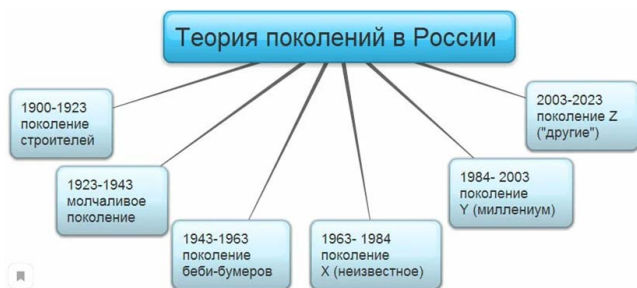 Теория поколений в России
1900-1923
поколение
строителей
1923-1943
молчаливое
поколение
1943-1963
поколение
беби-бумеров
1963- 1984
поколение
X (неизвестное)
1984- 2003
поколение
Y (миллениум)
2003-2023
поколение Z
("другие")